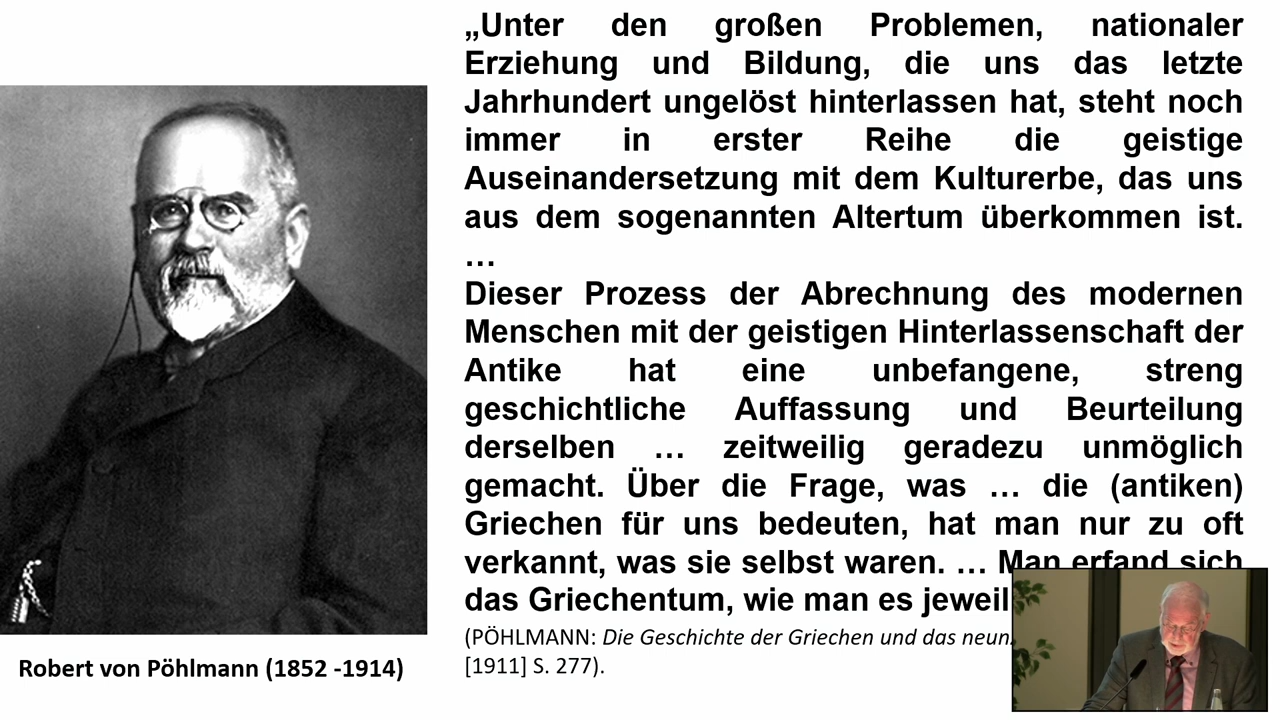 „Unter den großen Problemen, nationaler
Erziehung und Bildung, die uns das letzte
Jahrhundert ungelöst hinterlassen hat, steht noch
immer in erster Reihe die geistige
Auseinandersetzung mit dem Kulturerbe, das uns
aus dem sogenannten Altertum überkommen ist.
…
Dieser Prozess der Abrechnung des modernen
Menschen mit der geistigen Hinterlassenschaft der
Antike hat eine unbefangene, streng
geschichtliche Auffassung und Beurteilung
derselben … zeitweilig geradezu unmöglich
gemacht. Über die Frage, was … die (antiken)
Griechen für uns bedeuten, hat man nur zu oft
verkannt, was sie selbst waren. … Man erfand sich
das Griechentum, wie man es
(PÖHLMANN: Die Geschichte der Griechen und das
[1911] S. 277).
Robert von Pöhlmann (1852 -1914)